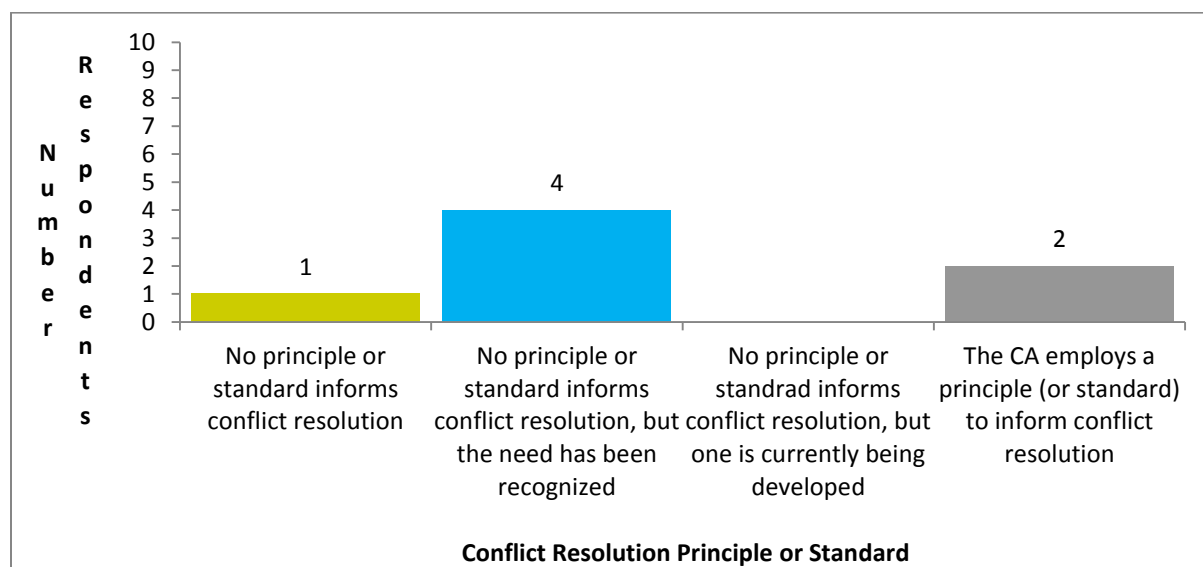 Number
Respondents
10
9
8
7
6
5
4
3
2
1
0
1
4
2
No principle or
standard informs
conflict resolution
No principle or
standard informs
conflict resolution, but
the need has been
recognized
No principle or
standrad informs
conflict resolution, but
one is currently being
developed
The CA employs a
principle (or standard)
to inform conflict
resolution
Conflict Resolution Principle or Standard